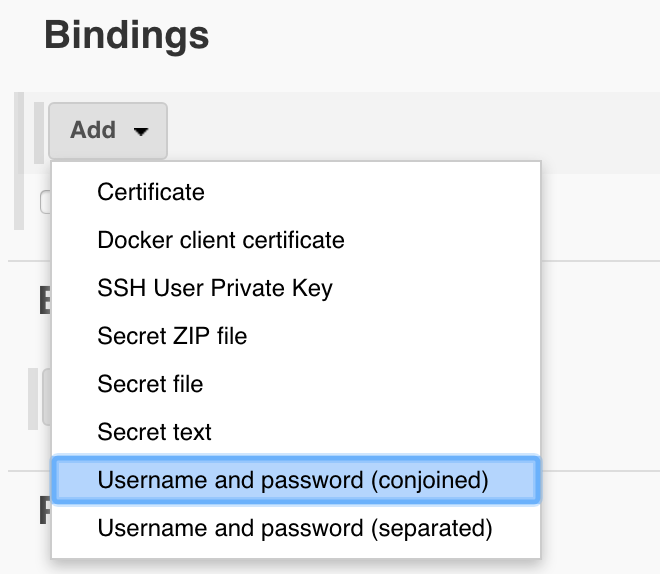 Bindings
Add
Certificate
Docker client certificate
SSH User Private Key
Secret ZIP file
Secret file
Secret text
Username and password (conjoined)
Username and password (separated)